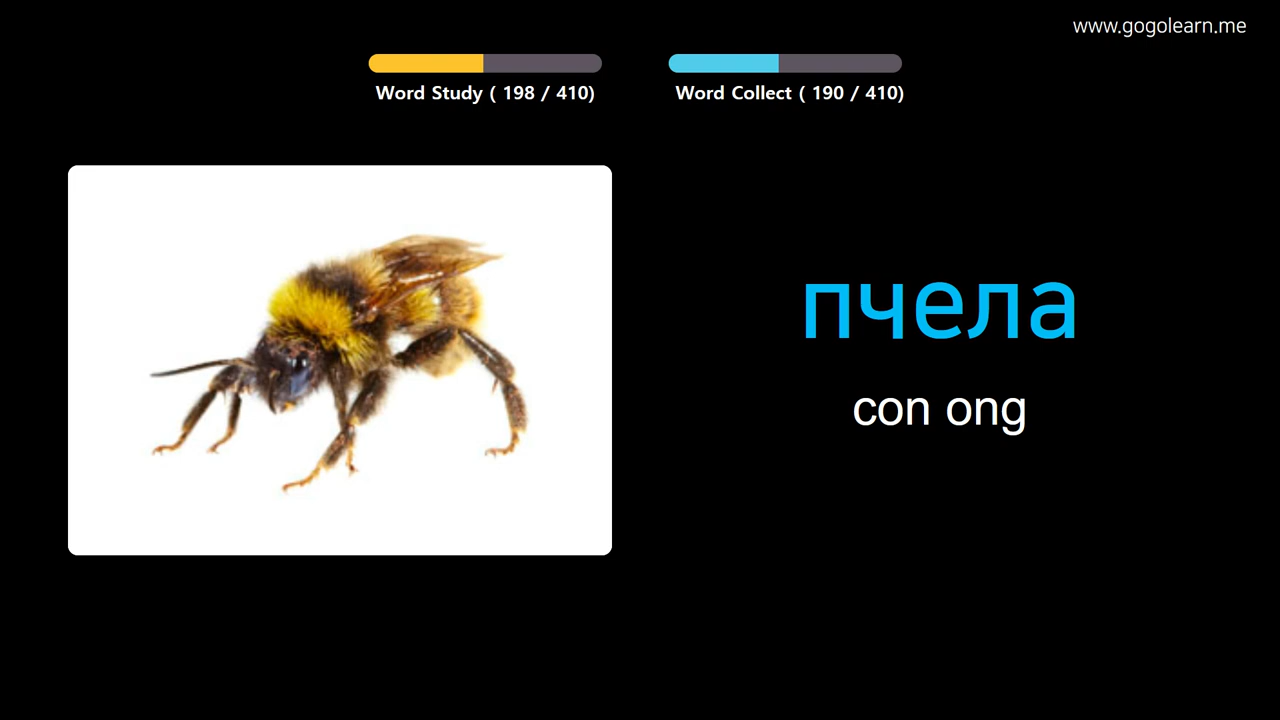 www.gogolearn.me
Word Study ( 198 / 410)
Word Collect ( 190 / 410)
пчела
con ong